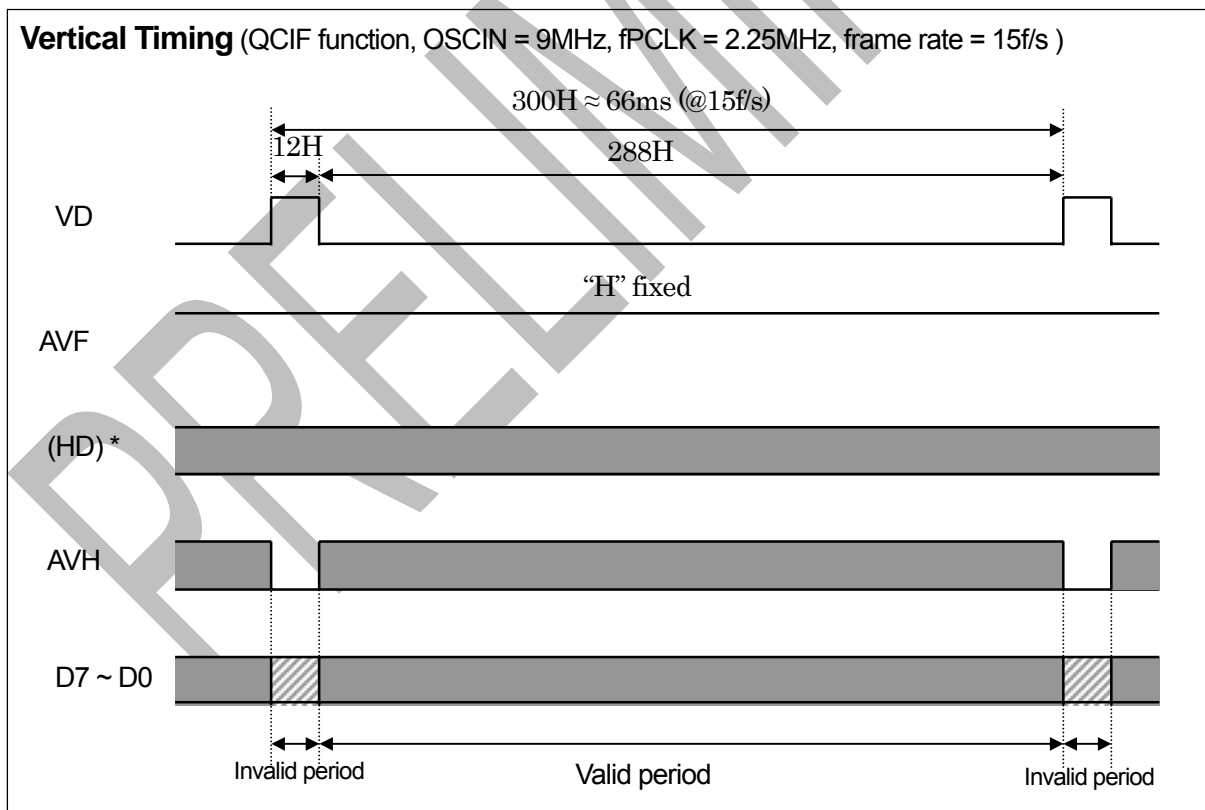 Vertical Timing (QCIF function, OSCIN = 9MHz, fPCLK = 2.25MHz, frame rate = 15f/s )
300H ≈ 66ms (@15f/s)
12H
288H
VD
“H” fixed
AVF
(HD) *
AVH
D7 ~ D0
Invalid period
Valid period
Invalid period